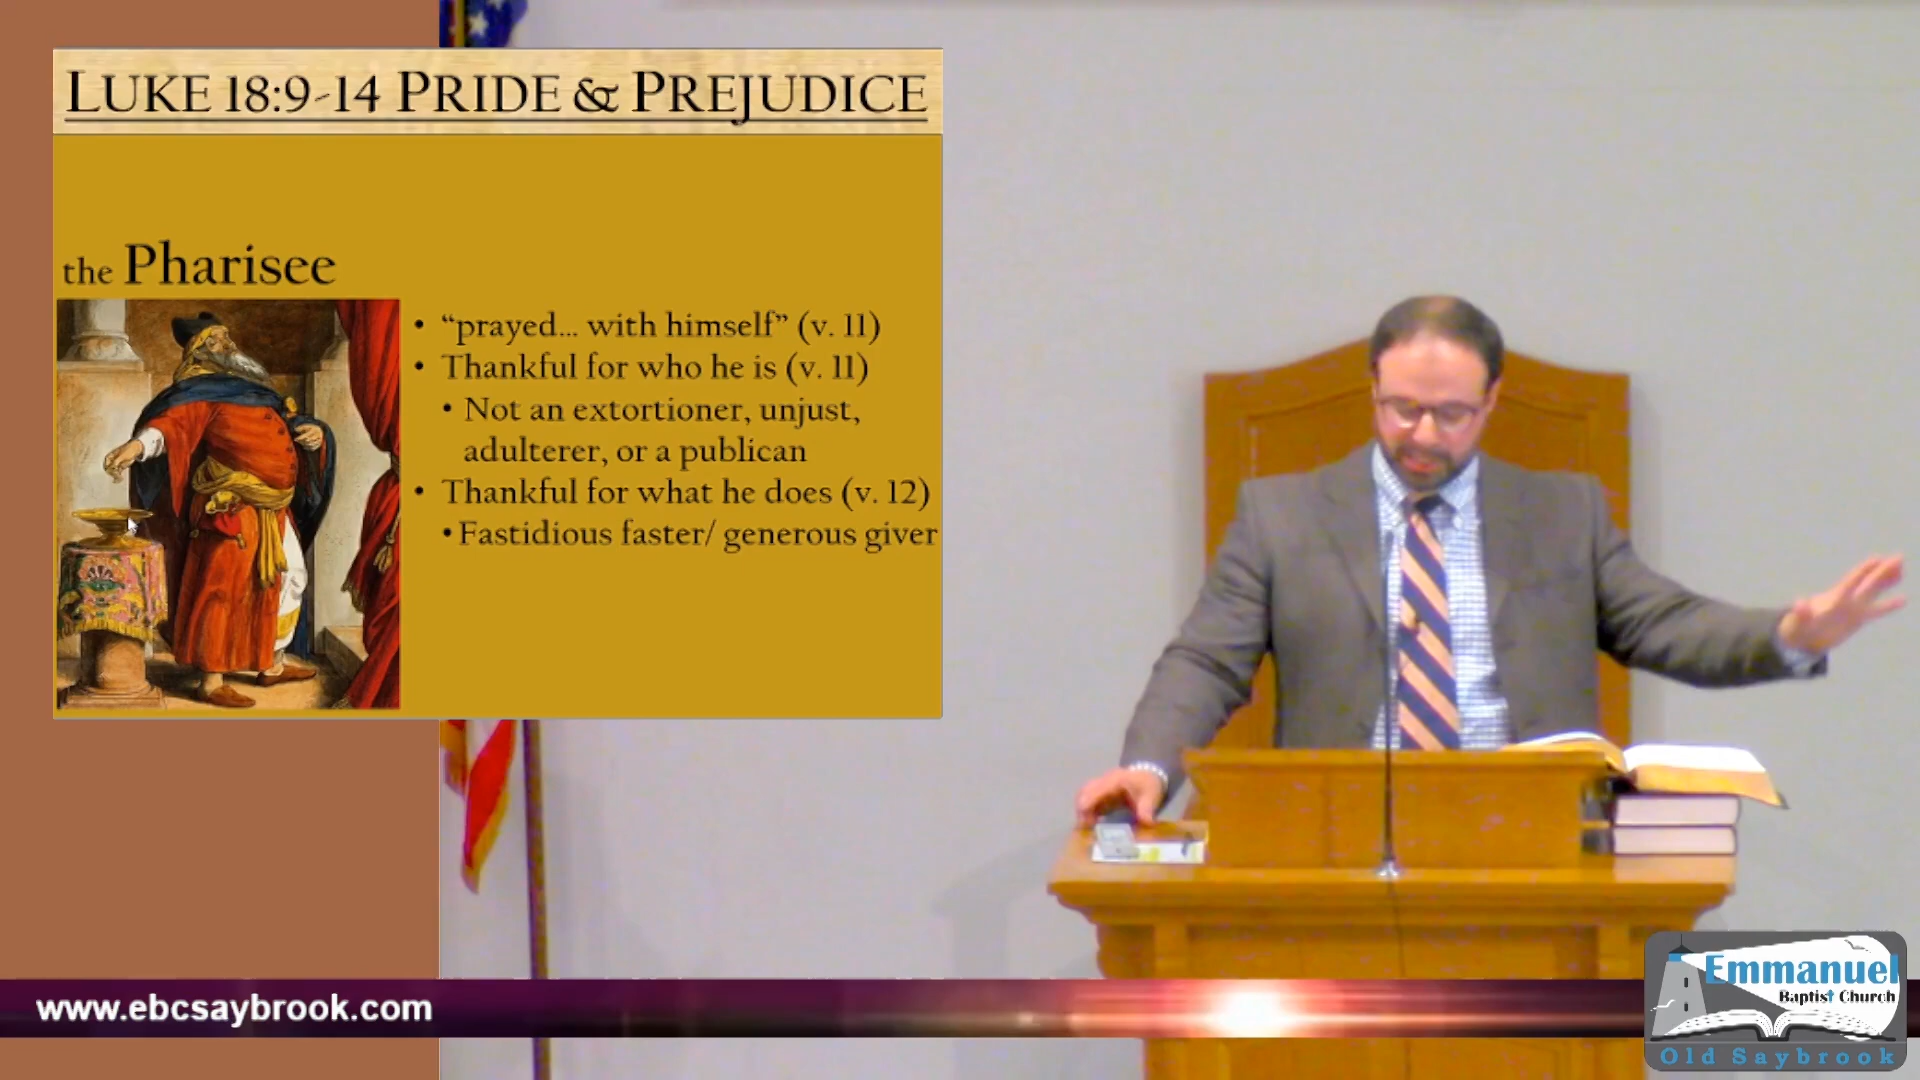 LUKE 18:9-14 PRIDE & PREJUDICE
the Pharisee
• “prayed... with himself” (v. 11)
• Thankful for who he is (v. 11)
• Not an extortioner, unjust,
adulterer, or a publican
• Thankful for what he does (v. 12)
• Fastidious faster/ generous giver
www.ebcsaybrook.com
Emmanuel
Baptist Church
Old Saybrook